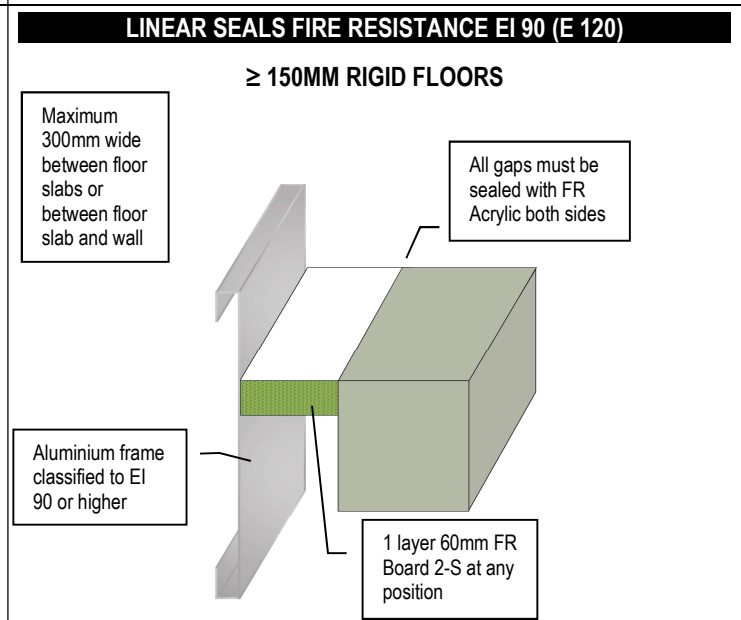 LINEAR SEALS FIRE RESISTANCE EI 90 (E 120)
≥ 150MM RIGID FLOORS
Maximum
300mm wide
between floor
slabs or
between floor
slab and wall
All gaps must be
sealed with FR
Acrylic both sides
Aluminium frame
classified to EI
90 or higher
1 layer 60mm FR
Board 2-S at any
position